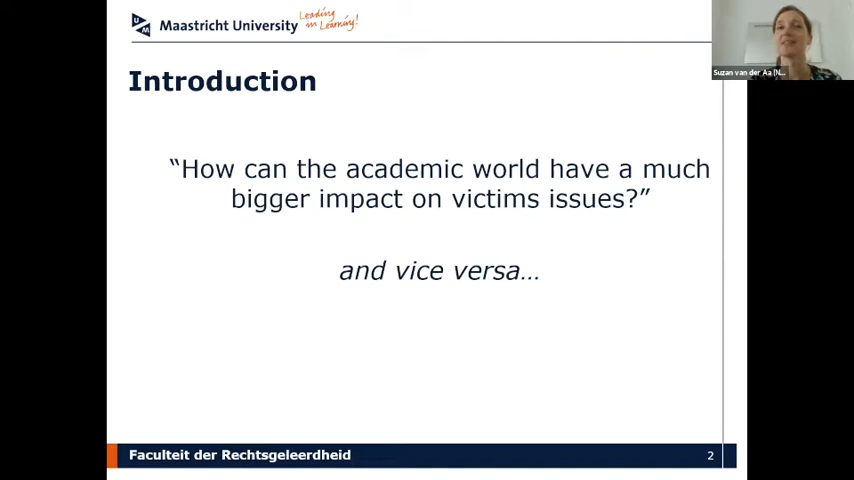 Maastricht University
Leading
in Learning!
Suzan van der Aa (N...
Introduction
“How can the academic world have a much
bigger impact on victims issues?”
and vice versa...
Faculteit der Rechtsgeleerdheid
2